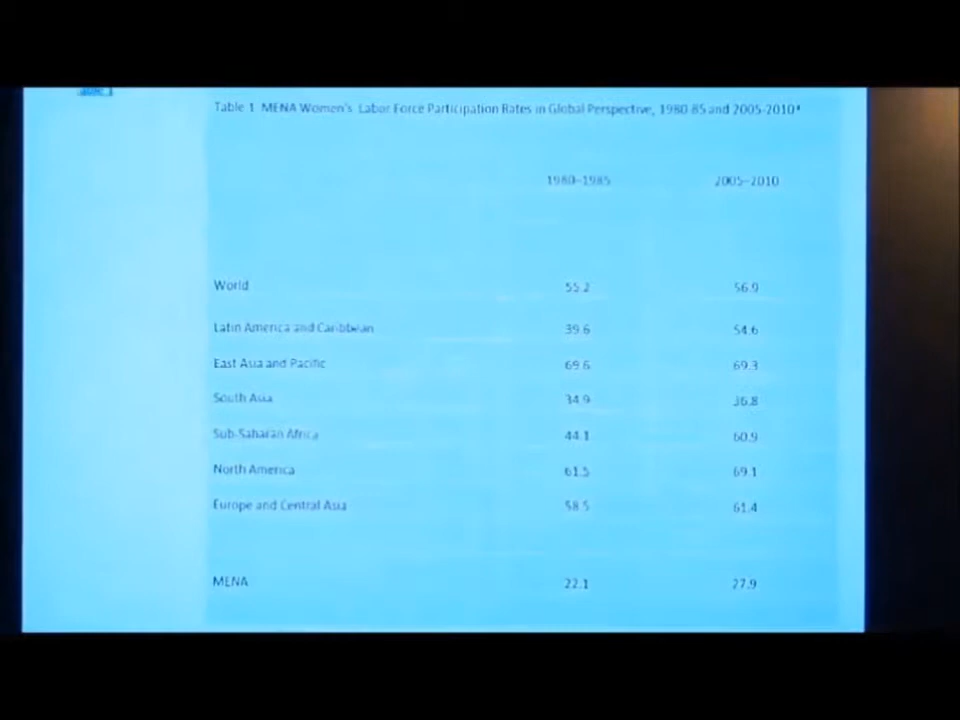 Table 1 MENA Women's Labor Force Participation Rates in Global Perspective, 1980-85 and 2005-2010*
1980–1985 2005–2010
World 55.2 56.9
Latin America and Caribbean 39.6 54.6
East Asia and Pacific 69.6 69.3
South Asia 34.9 36.8
Sub-Saharan Africa 44.1 60.9
North America 61.5 69.1
Europe and Central Asia 58.5 61.4
MENA 22.1 27.9